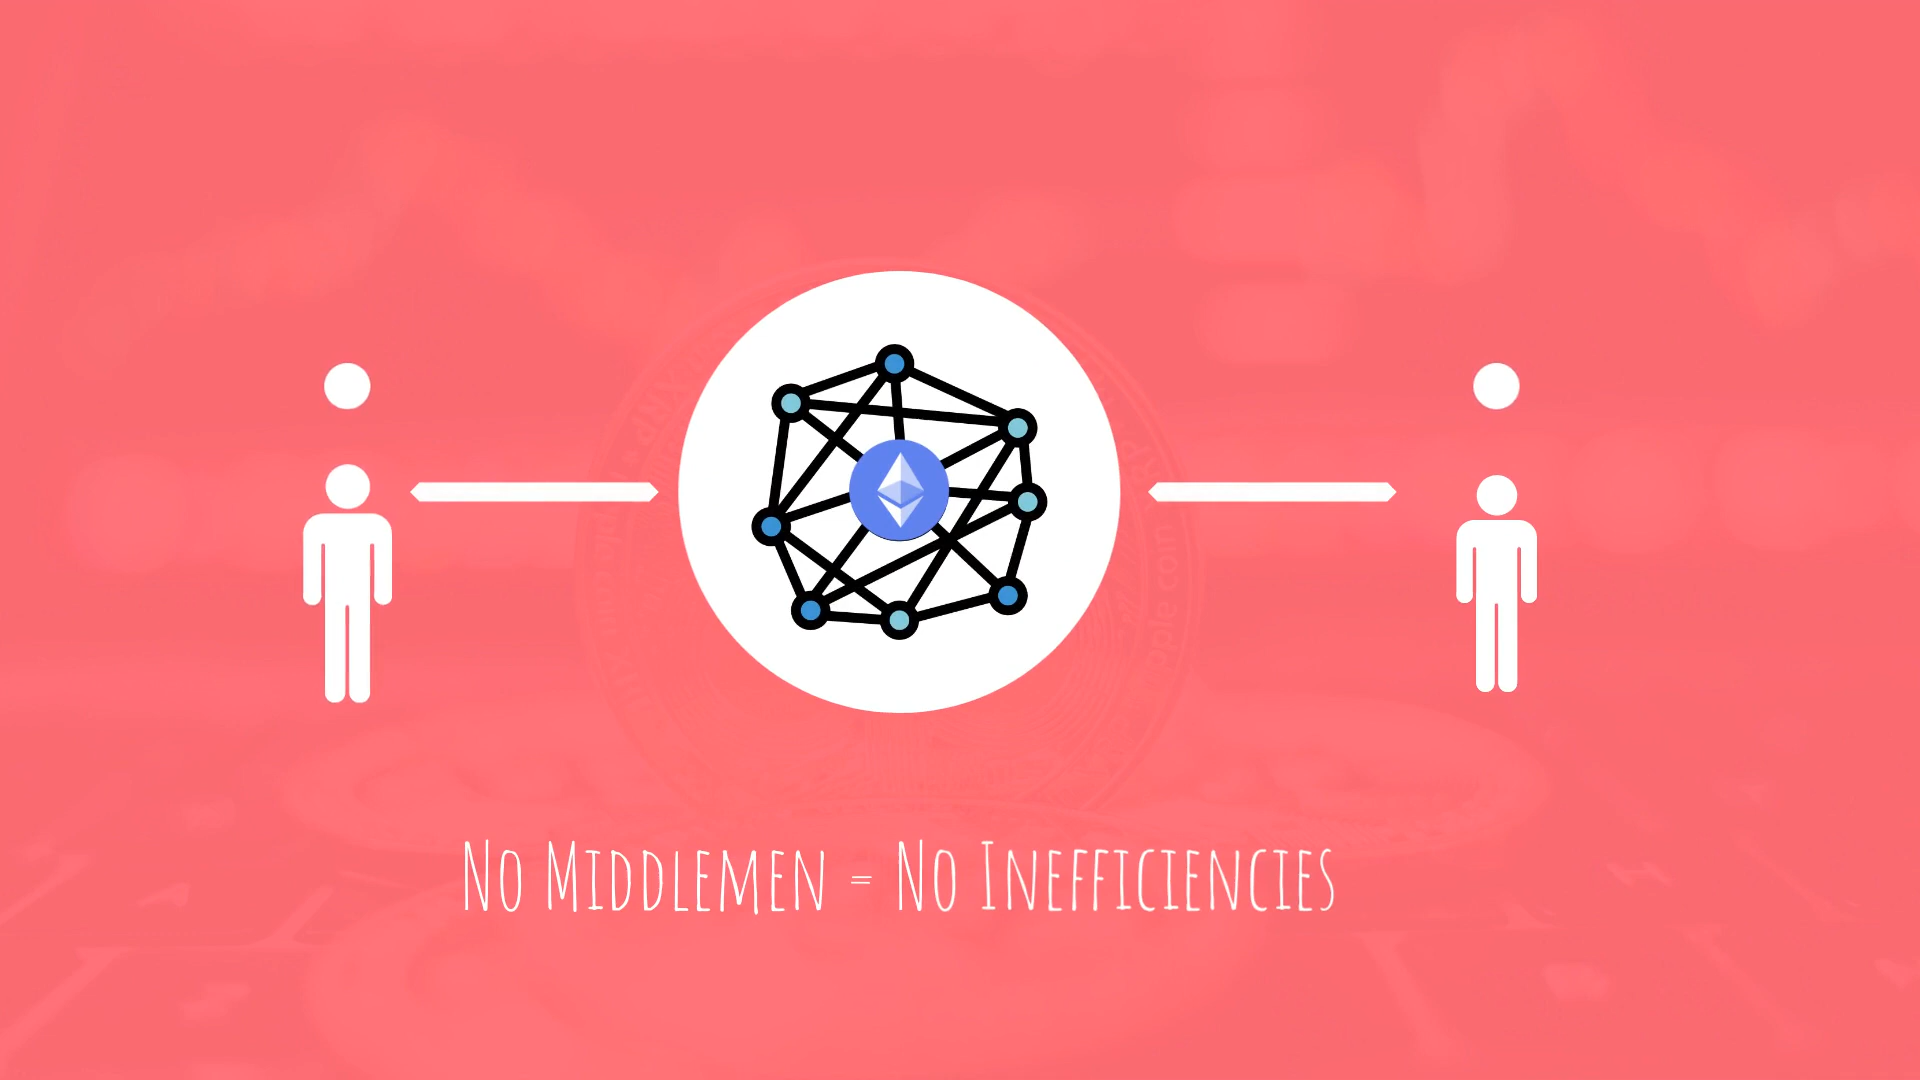 No Middlemen = No Inefficiencies